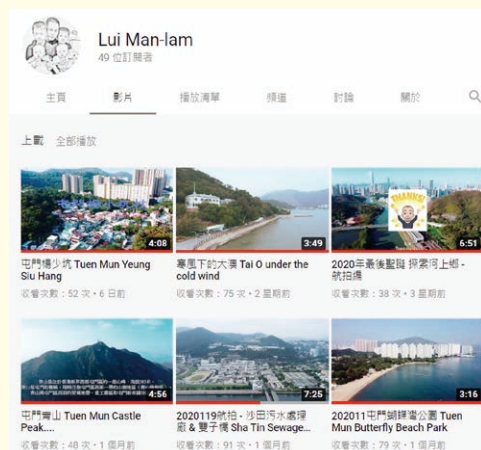 Lui Man-lam
49 位訂閱者
主頁
影片
播放清單
頻道
討論
關於
上載 全部播放
4:08
3:49
THANKS!
6:51
屯門楊少坑 Tuen Mun Yeung
Siu Hang
收看次數：52 次・6 日前
寒風下的大澳 Tai O under the
cold wind
收看次數：75 次・2 星期前
2020年最後聖誕 探索河上鄉 -
航拍攝
收看次數：38 次・3 星期前
4:56
7:25
3:16
屯門青山 Tuen Mun Castle
Peak....
收看次數：48 次・1 個月前
2020119航拍 - 沙田污水處理
廠 & 雙子橋 Sha Tin Sewage...
收看次數：91 次・1 個月前
202011屯門蝴蝶灣公園 Tuen
Mun Butterfly Beach Park
收看次數：79 次・1 個月前